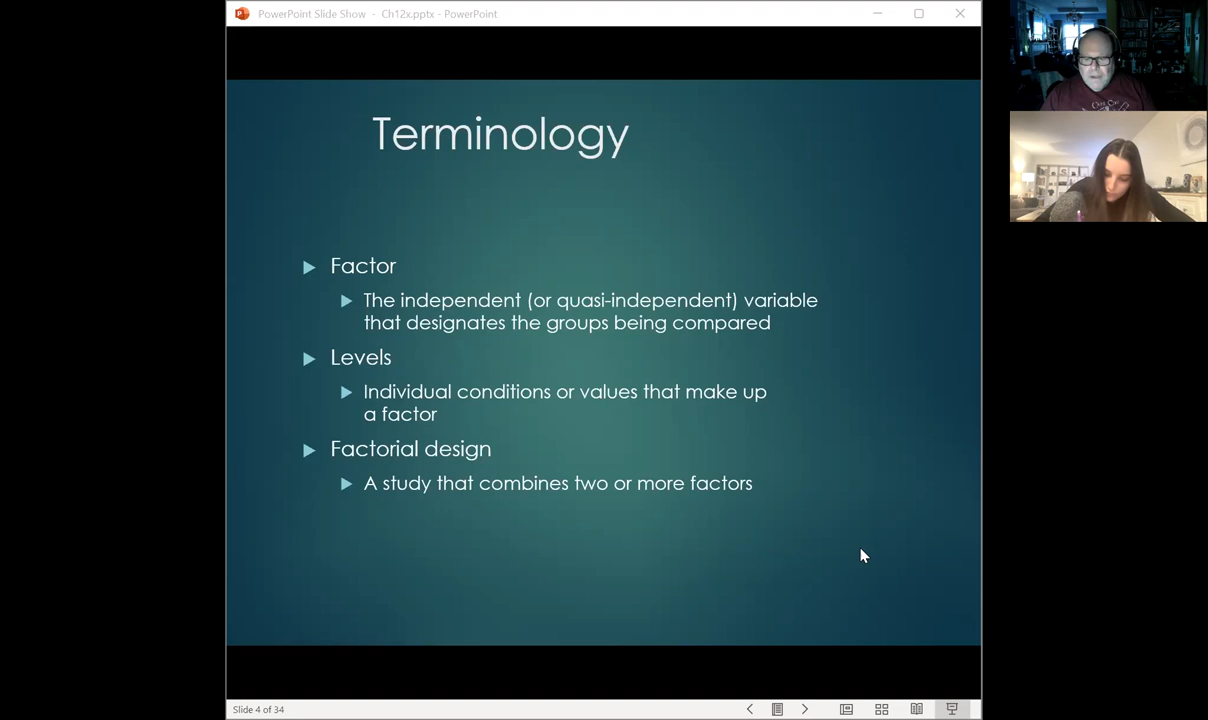 PowerPoint Slide Show - Ch12x.pptx - PowerPoint
Terminology
Factor
The independent (or quasi-independent) variable
that designates the groups being compared
Levels
Individual conditions or values that make up
a factor
Factorial design
A study that combines two or more factors
Slide 4 of 34